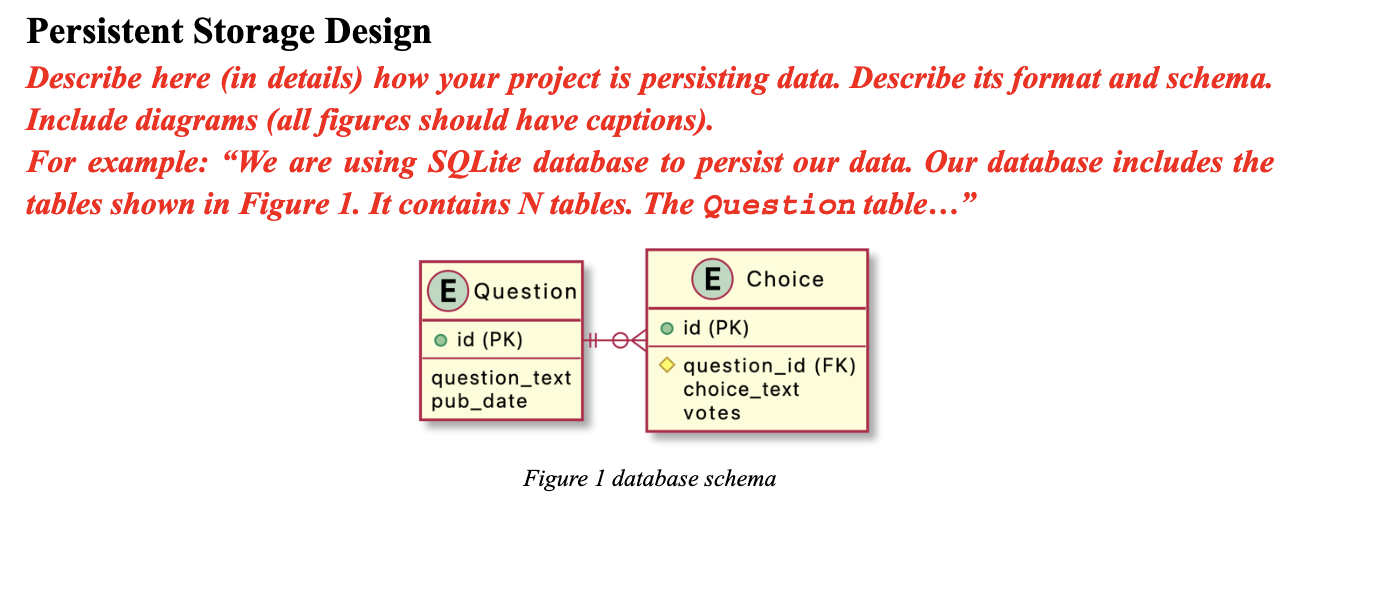 Persistent Storage Design
Describe here (in details) how your project is persisting data. Describe its format and schema.
Include diagrams (all figures should have captions).
For example: “We are using SQLite database to persist our data. Our database includes the
tables shown in Figure 1. It contains N tables. The Question table…”
E Question
id (PK)
question_text
pub_date
E Choice
id (PK)
question_id (FK)
choice_text
votes
Figure 1 database schema